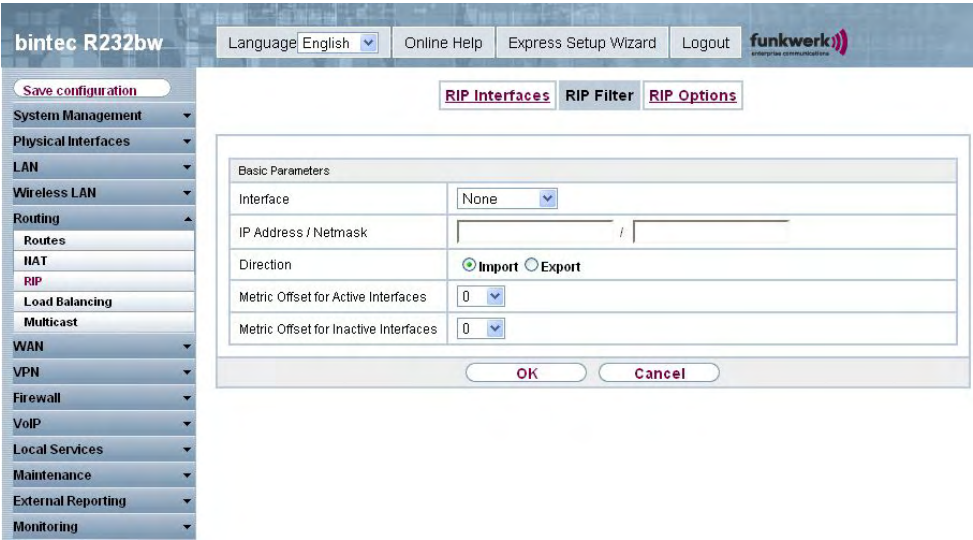 bintec R232bw
Language English
Online Help
Express Setup Wizard
Logout
funkwerk
enterprise communications
Save configuration
System Management
Physical Interfaces
LAN
Wireless LAN
Routing
Routes
NAT
RIP
Load Balancing
Multicast
WAN
VPN
Firewall
VoIP
Local Services
Maintenance
External Reporting
Monitoring
RIP Interfaces RIP Filter RIP Options
Basic Parameters
Interface None
IP Address / Netmask /
Direction Import Export
Metric Offset for Active Interfaces 0
Metric Offset for Inactive Interfaces 0
OK Cancel